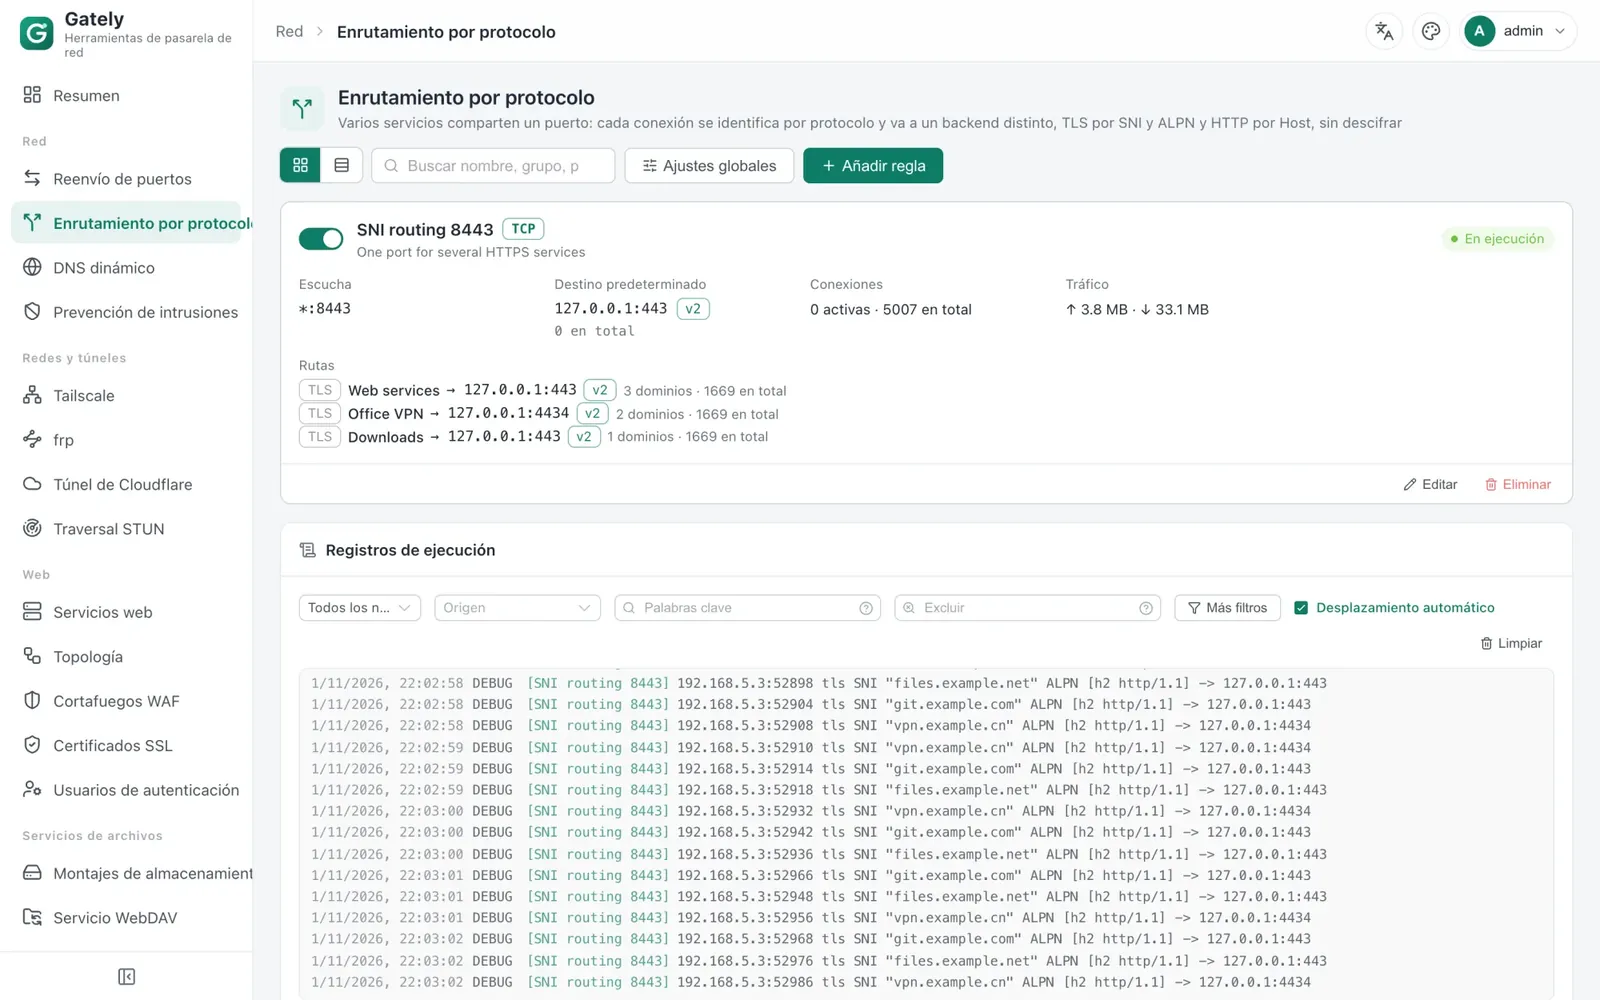 Gately
Herramientas de pasarela de
red
Resumen
Red
Reenvío de puertos
Enrutamiento por protocol
DNS dinámico
Prevención de intrusiones
Redes y túneles
Tailscale
frp
Túnel de Cloudflare
Traversal STUN
Web
Servicios web
Topología
Cortafuegos WAF
Certificados SSL
Usuarios de autenticación
Servicios de archivos
Montajes de almacenamient
Servicio WebDAV
Red > Enrutamiento por protocolo
A admin
Enrutamiento por protocolo
Varios servicios comparten un puerto: cada conexión se identifica por protocolo y va a un backend distinto, TLS por SNI y ALPN y HTTP por Host, sin descifrar
Buscar nombre, grupo, p
Ajustes globales
+ Añadir regla
SNI routing 8443 TCP
One port for several HTTPS services
En ejecución
Escucha
*:8443
Destino predeterminado
127.0.0.1:443 v2
0 en total
Conexiones
0 activas · 5007 en total
Tráfico
↑ 3.8 MB · ↓ 33.1 MB
Rutas
TLS Web services → 127.0.0.1:443 v2 3 dominios · 1669 en total
TLS Office VPN → 127.0.0.1:4434 v2 2 dominios · 1669 en total
TLS Downloads → 127.0.0.1:443 v2 1 dominios · 1669 en total
Editar
Eliminar
Registros de ejecución
Todos los n...
Origen
Palabras clave
Excluir
Más filtros
Desplazamiento automático
Limpiar
1/11/2026, 22:02:58 DEBUG [SNI routing 8443] 192.168.5.3:52898 tls SNI "files.example.net" ALPN [h2 http/1.1] -> 127.0.0.1:443
1/11/2026, 22:02:58 DEBUG [SNI routing 8443] 192.168.5.3:52904 tls SNI "git.example.com" ALPN [h2 http/1.1] -> 127.0.0.1:443
1/11/2026, 22:02:58 DEBUG [SNI routing 8443] 192.168.5.3:52908 tls SNI "vpn.example.cn" ALPN [h2 http/1.1] -> 127.0.0.1:4434
1/11/2026, 22:02:59 DEBUG [SNI routing 8443] 192.168.5.3:52910 tls SNI "vpn.example.cn" ALPN [h2 http/1.1] -> 127.0.0.1:4434
1/11/2026, 22:02:59 DEBUG [SNI routing 8443] 192.168.5.3:52914 tls SNI "git.example.com" ALPN [h2 http/1.1] -> 127.0.0.1:443
1/11/2026, 22:02:59 DEBUG [SNI routing 8443] 192.168.5.3:52918 tls SNI "files.example.net" ALPN [h2 http/1.1] -> 127.0.0.1:443
1/11/2026, 22:03:00 DEBUG [SNI routing 8443] 192.168.5.3:52932 tls SNI "vpn.example.cn" ALPN [h2 http/1.1] -> 127.0.0.1:4434
1/11/2026, 22:03:00 DEBUG [SNI routing 8443] 192.168.5.3:52942 tls SNI "git.example.com" ALPN [h2 http/1.1] -> 127.0.0.1:443
1/11/2026, 22:03:00 DEBUG [SNI routing 8443] 192.168.5.3:52936 tls SNI "files.example.net" ALPN [h2 http/1.1] -> 127.0.0.1:443
1/11/2026, 22:03:01 DEBUG [SNI routing 8443] 192.168.5.3:52966 tls SNI "git.example.com" ALPN [h2 http/1.1] -> 127.0.0.1:443
1/11/2026, 22:03:01 DEBUG [SNI routing 8443] 192.168.5.3:52948 tls SNI "files.example.net" ALPN [h2 http/1.1] -> 127.0.0.1:443
1/11/2026, 22:03:01 DEBUG [SNI routing 8443] 192.168.5.3:52956 tls SNI "vpn.example.cn" ALPN [h2 http/1.1] -> 127.0.0.1:4434
1/11/2026, 22:03:02 DEBUG [SNI routing 8443] 192.168.5.3:52968 tls SNI "git.example.com" ALPN [h2 http/1.1] -> 127.0.0.1:443
1/11/2026, 22:03:02 DEBUG [SNI routing 8443] 192.168.5.3:52976 tls SNI "files.example.net" ALPN [h2 http/1.1] -> 127.0.0.1:443
1/11/2026, 22:03:02 DEBUG [SNI routing 8443] 192.168.5.3:52986 tls SNI "vpn.example.cn" ALPN [h2 http/1.1] -> 127.0.0.1:4434